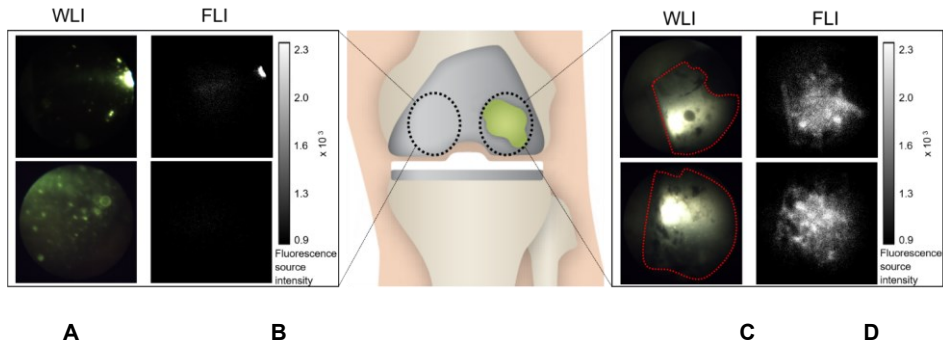 WLI FLI
2.3
2.0
1.6
1.3
0.9
x 10³
Fluorescence
source
intensity
WLI FLI
2.3
2.0
1.6
1.3
0.9
x 10³
Fluorescence
source
intensity
A B C D